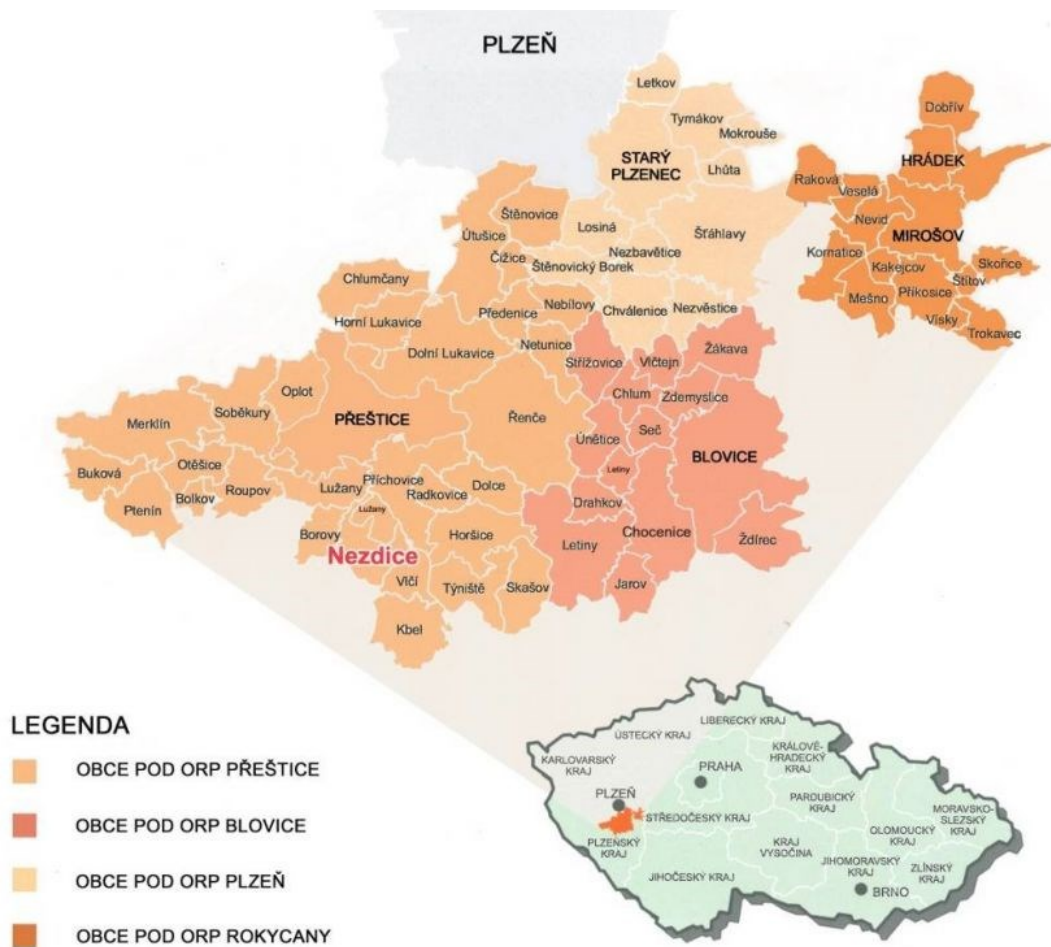 PLZEŇ
Letkov
Tymákov
Mokrouše
STARÝ
PLZENEC
Lhůta
Dobřív
HRÁDEK
Raková
Veselá
Nevid
MIROŠOV
Kornatice
Kakejcov
Skořice
Štítov
Mešno
Příkosice
Vísky
Trokavec
Štěnovice
Losiná
Šťáhlavy
Útušice
Nezbavětice
Čižice
Štěnovický Borek
Chlumčany
Nebílovy
Chválenice
Nezvěstice
Předenice
Horní Lukavice
Netunice
Dolní Lukavice
Střížovice
Vlčtejn
Žákava
Oplot
Chlum
Zdemyslice
Soběkury
Merklín
PŘEŠTICE
Řenče
Únětice
Seč
BLOVICE
Otěšice
Letiny
Buková
Bolkov
Roupov
Lužany
Příchovice
Radkovice
Dolce
Ptenín
Lužany
Drahkov
Chocenice
Borovy
Horšice
Ždírec
Nezdice
Letiny
Vlčí
Týniště
Skašov
Jarov
Kbel
LEGENDA
OBCE POD ORP PŘEŠTICE
OBCE POD ORP BLOVICE
OBCE POD ORP PLZEŇ
OBCE POD ORP ROKYCANY
LIBERECKÝ KRAJ
ÚSTECKÝ KRAJ
KARLOVARSKÝ
KRAJ
KRÁLOVÉ-
HRADECKÝ
KRAJ
PRAHA
PLZEŇ
PARDUBICKÝ
KRAJ
STŘEDOČESKÝ KRAJ
MORAVSKO-
SLEZSKÝ
KRAJ
OLOMOUCKÝ
KRAJ
PLZEŇSKÝ
KRAJ
KRAJ
VYSOČINA
JIHOMORAVSKÝ
KRAJ
ZLÍNSKÝ
KRAJ
JIHOČESKÝ KRAJ
BRNO